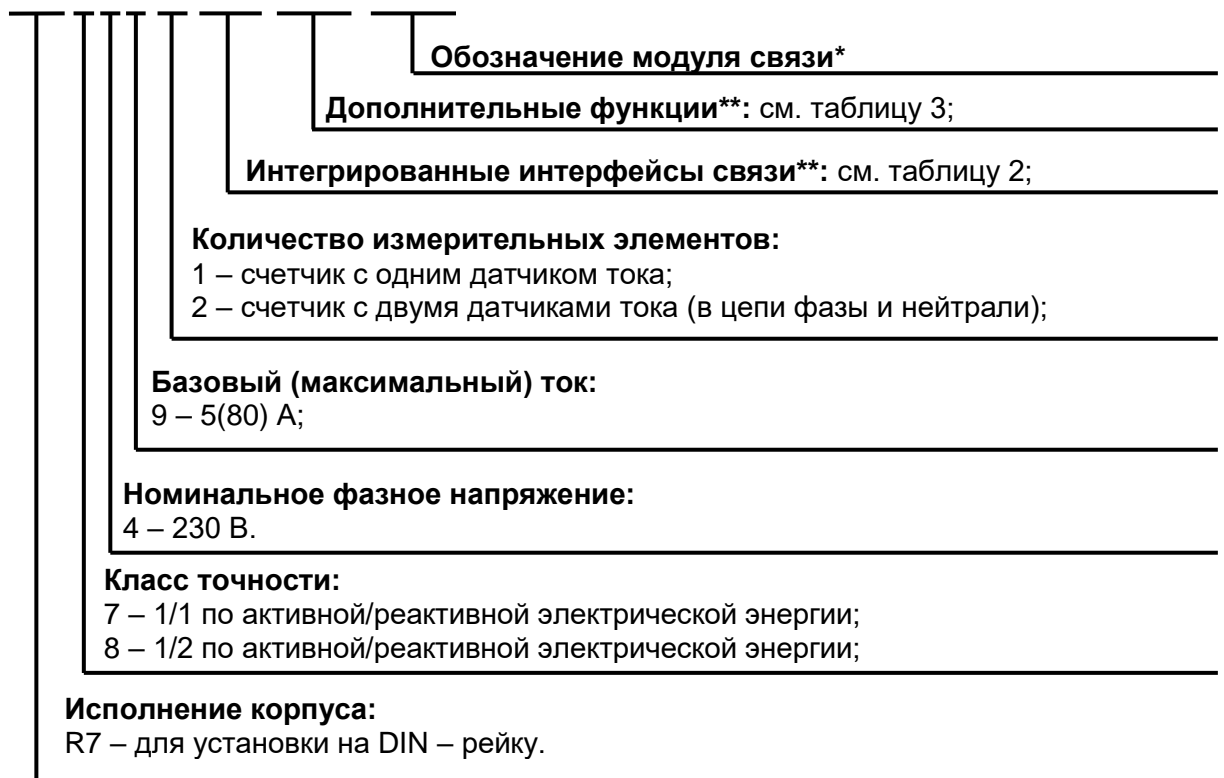 Обозначение модуля связи*
Дополнительные функции**: см. таблицу 3;
Интегрированные интерфейсы связи**: см. таблицу 2;
Количество измерительных элементов:
1 – счетчик с одним датчиком тока;
2 – счетчик с двумя датчиками тока (в цепи фазы и нейтрали);
Базовый (максимальный) ток:
9 – 5(80) А;
Номинальное фазное напряжение:
4 – 230 В.
Класс точности:
7 – 1/1 по активной/реактивной электрической энергии;
8 – 1/2 по активной/реактивной электрической энергии;
Исполнение корпуса:
R7 – для установки на DIN – рейку.